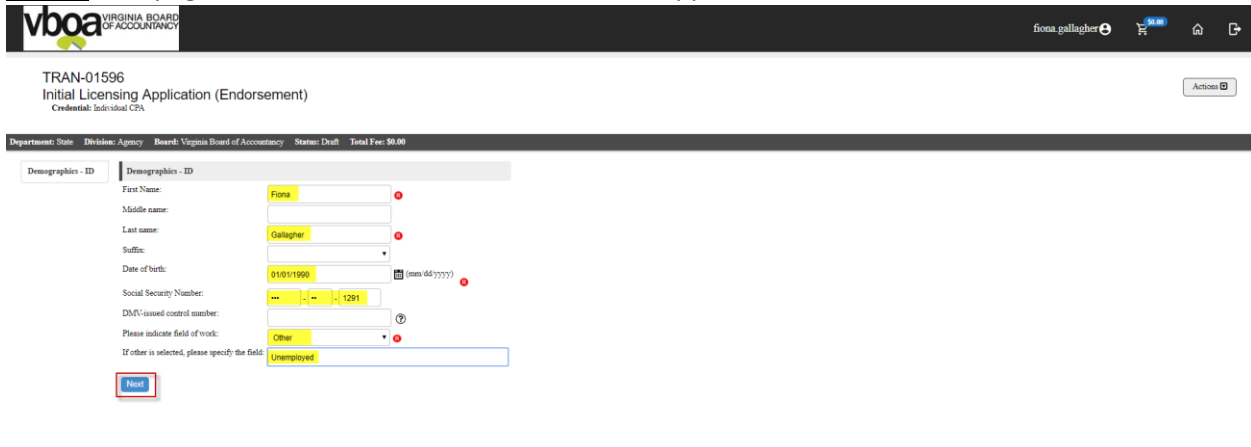 vboa VIRGINIA BOARD
OF ACCOUNTANCY
fiona.gallagher $0.00
TRAN-01596
Initial Licensing Application (Endorsement)
Credential: Individual CPA
Actions
Department: State Division: Agency Board: Virginia Board of Accountancy Status: Draft Total Fee: $0.00
Demographics - ID
Demographics - ID
First Name: Fiona R
Middle name:
Last name: Gallagher R
Suffix:
Date of birth: 01/01/1990 (mm/dd/yyyy) R
Social Security Number: ••• - •• - 1291
DMV-issued control number: ?
Please indicate field of work: Other R
If other is selected, please specify the field: Unemployed
Next